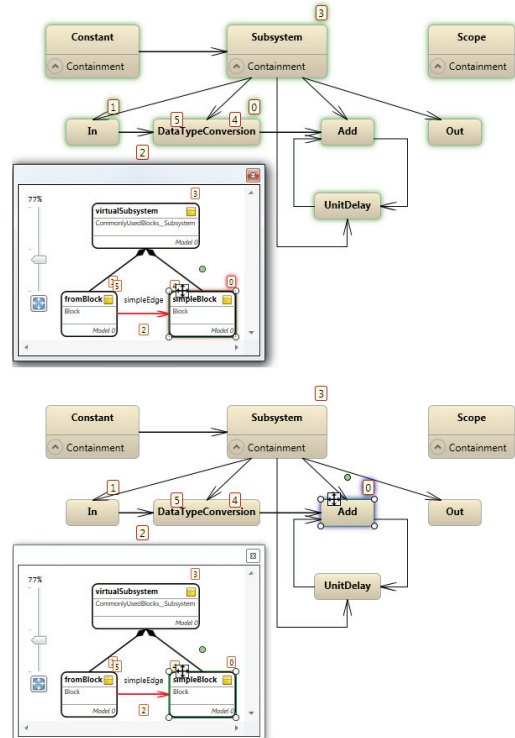 3
Constant Subsystem Scope
Containment Containment Containment
1 0
5 4
In DataTypeConversion Add Out
2
UnitDelay
77%
3
virtualSubsystem
CommonlyUsedBlocks__Subsystem
Model 0
0
5
fromBlock simpleEdge simpleBlock
Block Block
2
Model 0 Model 0
3
Constant Subsystem Scope
Containment Containment Containment
1 0
5 4
In DataTypeConversion Add Out
2
UnitDelay
77%
3
virtualSubsystem
CommonlyUsedBlocks__Subsystem
Model 0
0
5
fromBlock simpleEdge simpleBlock
Block Block
2
Model 0 Model 0